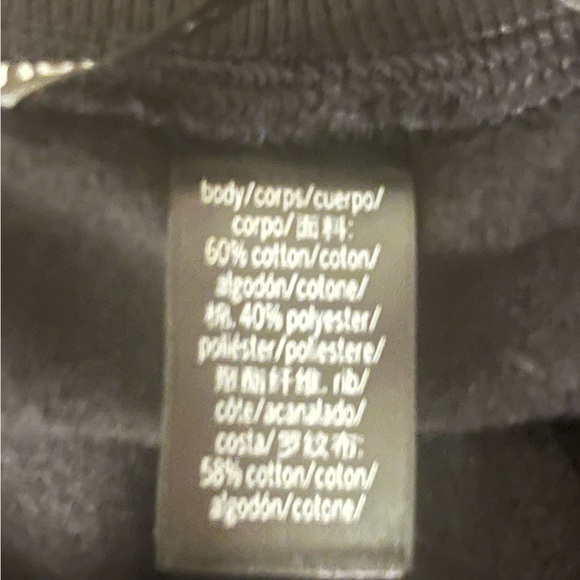 body/corps/cuerpo/
corpo/面料:
60% cotton/coton/
algodón/cotone/
棉. 40% polyester/
poliéster/poliestere/
聚酯纤维. rib/
côte/acanalado/
costa/罗纹布:
58% cotton/coton/
algodón/cotone/